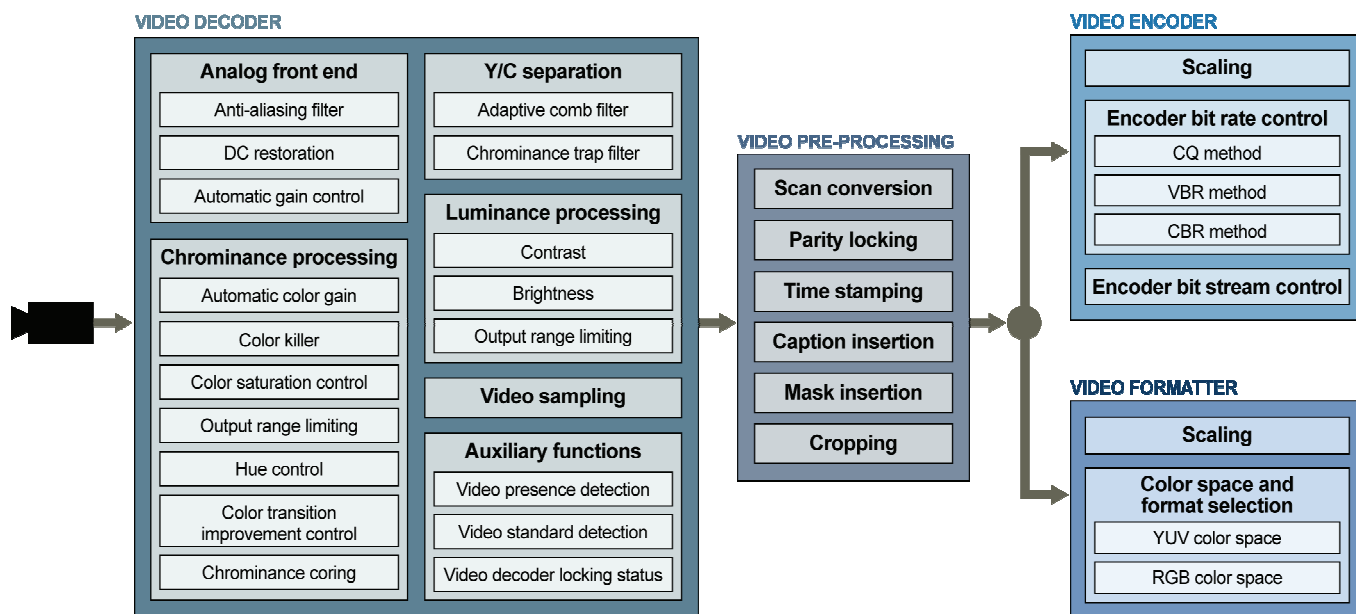 VIDEO DECODER
Analog front end
Anti-aliasing filter
DC restoration
Automatic gain control
Chrominance processing
Automatic color gain
Color killer
Color saturation control
Output range limiting
Hue control
Color transition
improvement control
Chrominance coring
Y/C separation
Adaptive comb filter
Chrominance trap filter
Luminance processing
Contrast
Brightness
Output range limiting
Video sampling
Auxiliary functions
Video presence detection
Video standard detection
Video decoder locking status
VIDEO PRE-PROCESSING
Scan conversion
Parity locking
Time stamping
Caption insertion
Mask insertion
Cropping
VIDEO ENCODER
Scaling
Encoder bit rate control
CQ method
VBR method
CBR method
Encoder bit stream control
VIDEO FORMATTER
Scaling
Color space and
format selection
YUV color space
RGB color space